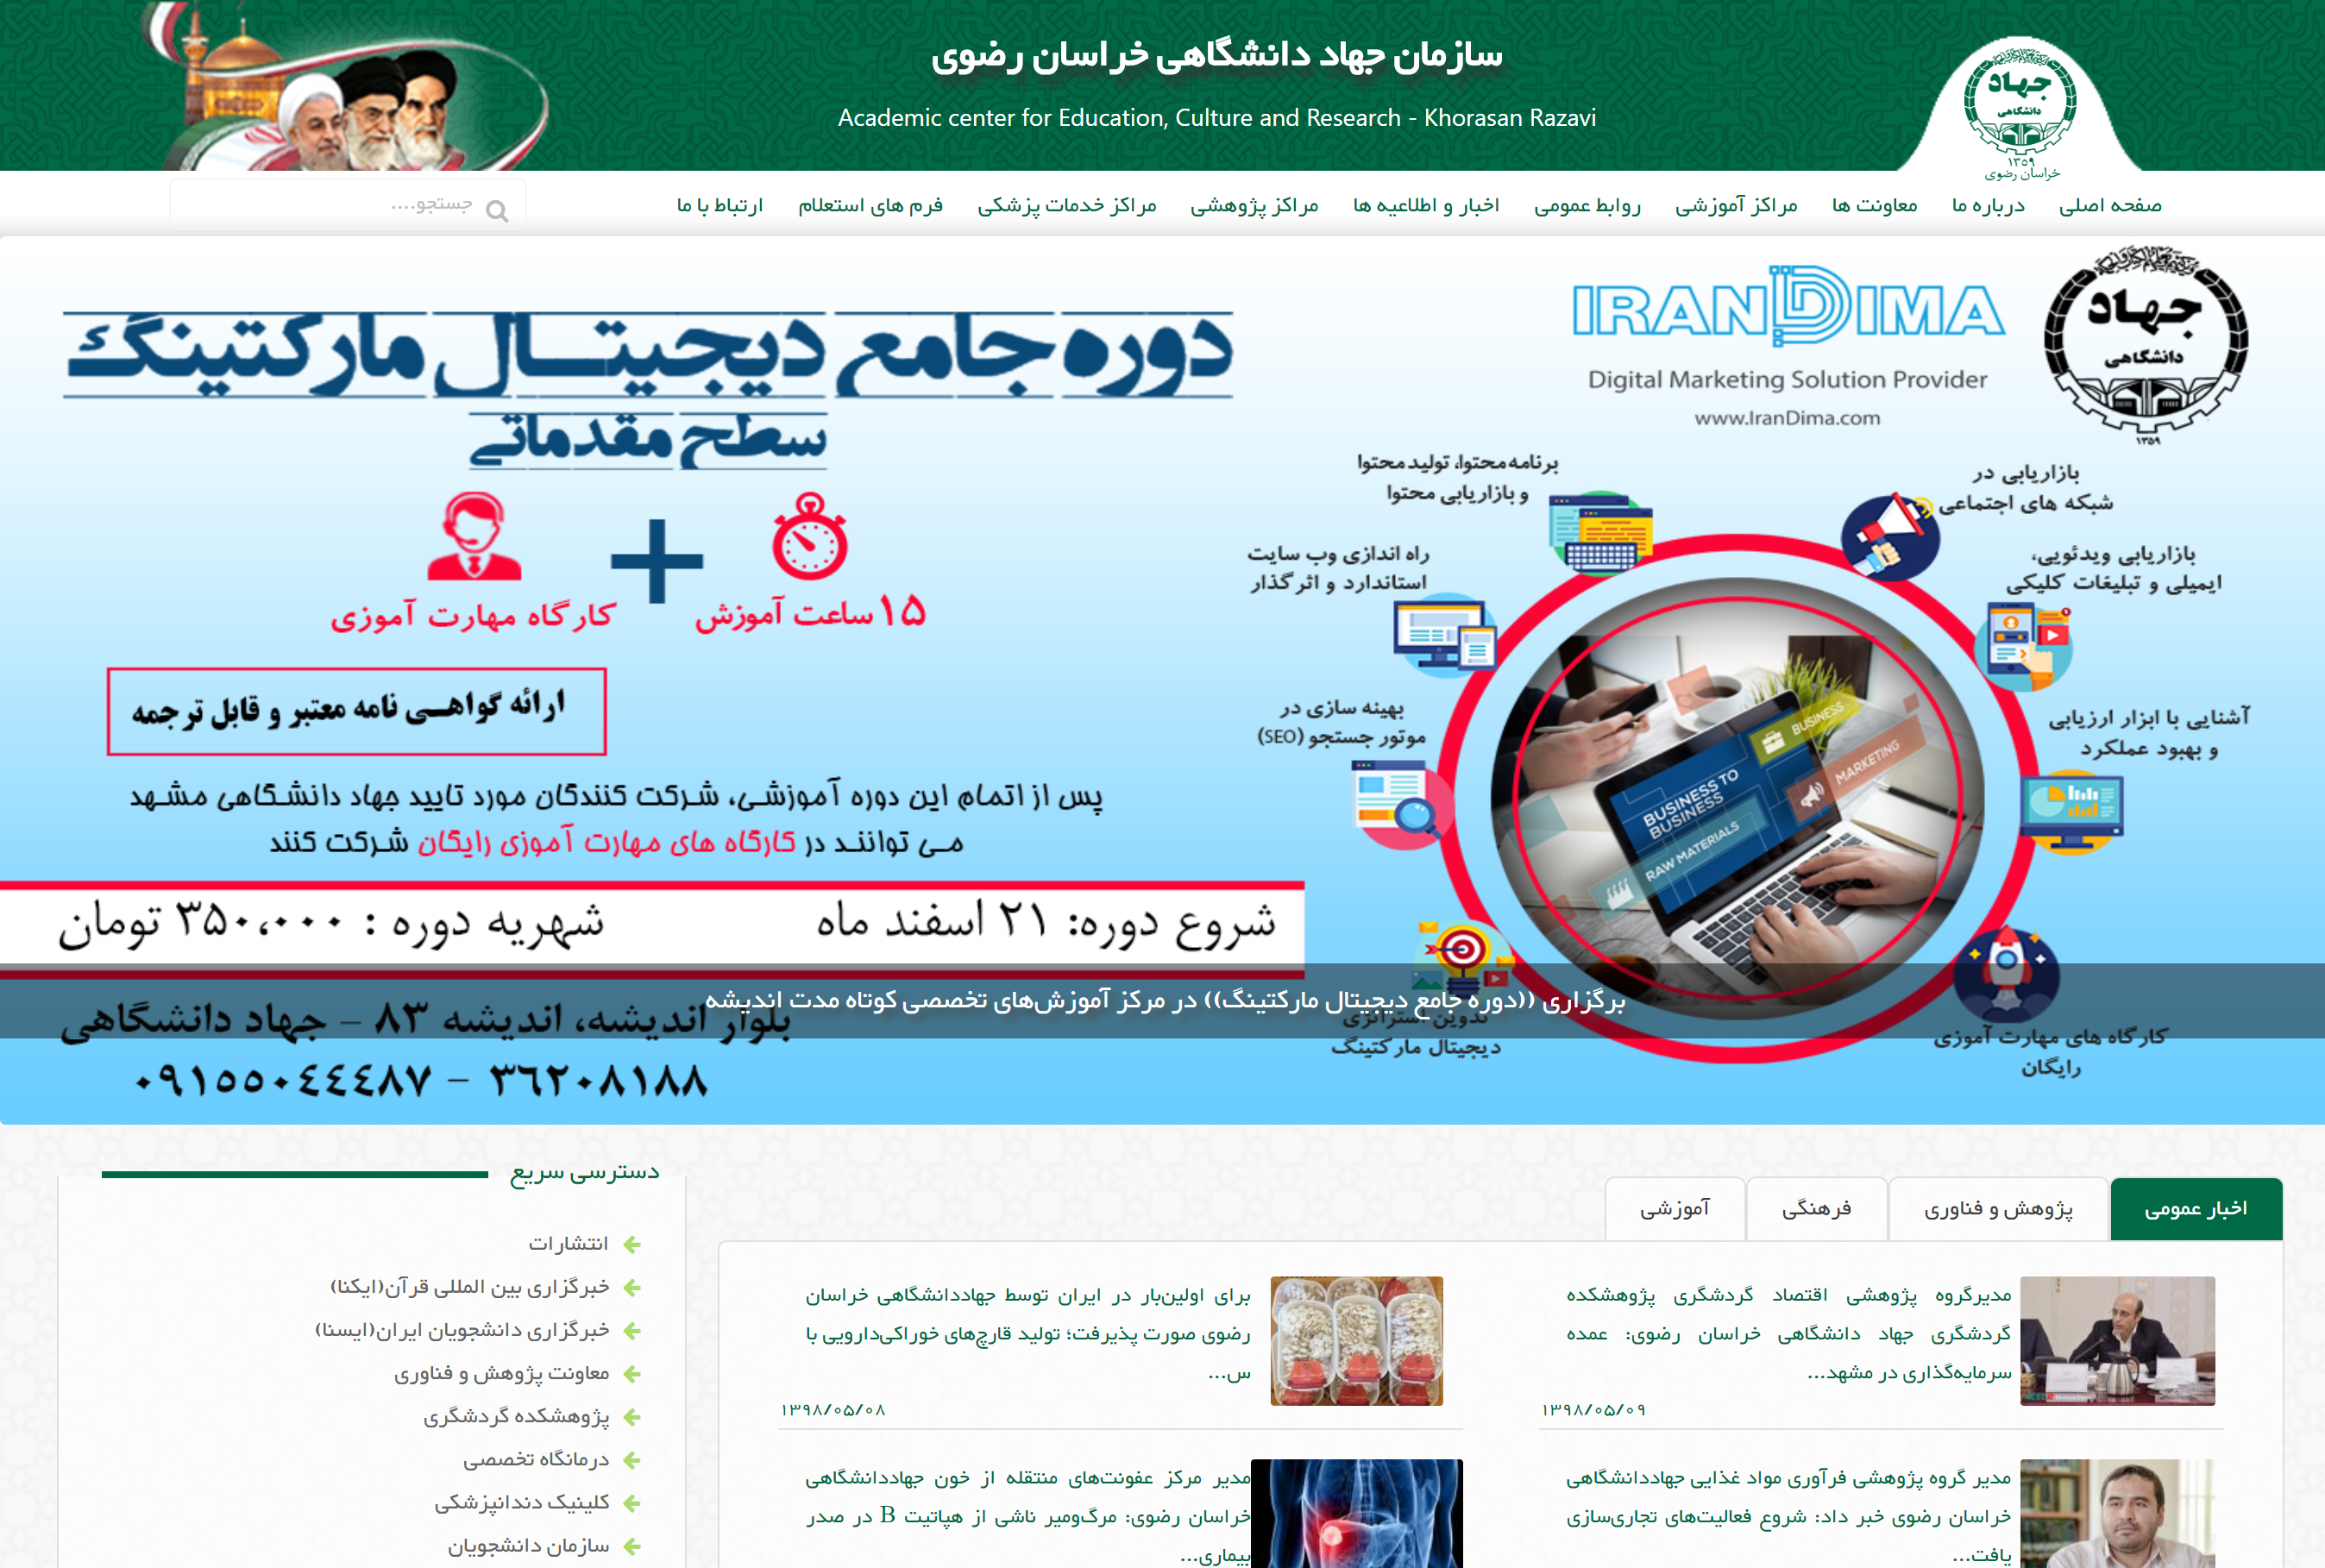 سازمان جهاد دانشگاهی خراسان رضوی
Academic center for Education, Culture and Research - Khorasan Razavi
جهاد
دانشگاهی
۱۳۵۹
خراسان رضوی
صفحه اصلی
درباره ما
معاونت ها
مراکز آموزشی
روابط عمومی
اخبار و اطلاعیه ها
مراکز پژوهشی
مراکز خدمات پزشکی
فرم های استعلام
ارتباط با ما
جستجو....
جهاد
دانشگاهی
۱۳۵۹
IRANDIMA
Digital Marketing Solution Provider
www.IranDima.com
دوره جامع دیجیتال مارکتینگ
سطح مقدماتی
۱۵ ساعت آموزش
+
کارگاه مهارت آموزی
ارائه گواهی نامه معتبر و قابل ترجمه
پس از اتمام این دوره آموزشی، شرکت کنندگان مورد تایید جهاد دانشگاهی مشهد
می توانند در کارگاه های مهارت آموزی رایگان شرکت کنند
شروع دوره: ۲۱ اسفند ماه
شهریه دوره : ۳۵۰،۰۰۰ تومان
بلوار اندیشه، اندیشه ۸۳ – جهاد دانشگاهی
۰۹۱۵۵۰۴۴۴۸۷ – ۳۶۲۰۸۱۸۸
بازاریابی در
شبکه های اجتماعی
بازاریابی ویدئویی،
ایمیلی و تبلیغات کلیکی
آشنایی با ابزار ارزیابی
و بهبود عملکرد
کارگاه های مهارت آموزی
رایگان
برنامه محتوا، تولید محتوا
و بازاریابی محتوا
راه اندازی وب سایت
استاندارد و اثر گذار
بهینه سازی در
موتور جستجو (SEO)
تدوین استراتژی
دیجیتال مارکتینگ
BUSINESS
MARKETING
BUSINESS TO
BUSINESS
RAW MATERIALS
برگزاری ((دوره جامع دیجیتال مارکتینگ)) در مرکز آموزش‌های تخصصی کوتاه مدت اندیشه
اخبار عمومی
پژوهش و فناوری
فرهنگی
آموزشی
مدیرگروه پژوهشی اقتصاد گردشگری پژوهشکده
گردشگری جهاد دانشگاهی خراسان رضوی: عمده
سرمایه‌گذاری در مشهد...
۱۳۹۸/۰۵/۰۹
برای اولین‌بار در ایران توسط جهاددانشگاهی خراسان
رضوی صورت پذیرفت؛ تولید قارچ‌های خوراکی‌دارویی با
س...
۱۳۹۸/۰۵/۰۸
مدیر گروه پژوهشی فرآوری مواد غذایی جهاددانشگاهی
خراسان رضوی خبر داد: شروع فعالیت‌های تجاری‌سازی
یافت...
مدیر مرکز عفونت‌های منتقله از خون جهاددانشگاهی
خراسان رضوی: مرگ‌ومیر ناشی از هپاتیت B در صدر
بیماری...
دسترسی سریع
انتشارات
خبرگزاری بین المللی قرآن(ایکنا)
خبرگزاری دانشجویان ایران(ایسنا)
معاونت پژوهش و فناوری
پژوهشکده گردشگری
درمانگاه تخصصی
کلینیک دندانپزشکی
سازمان دانشجویان